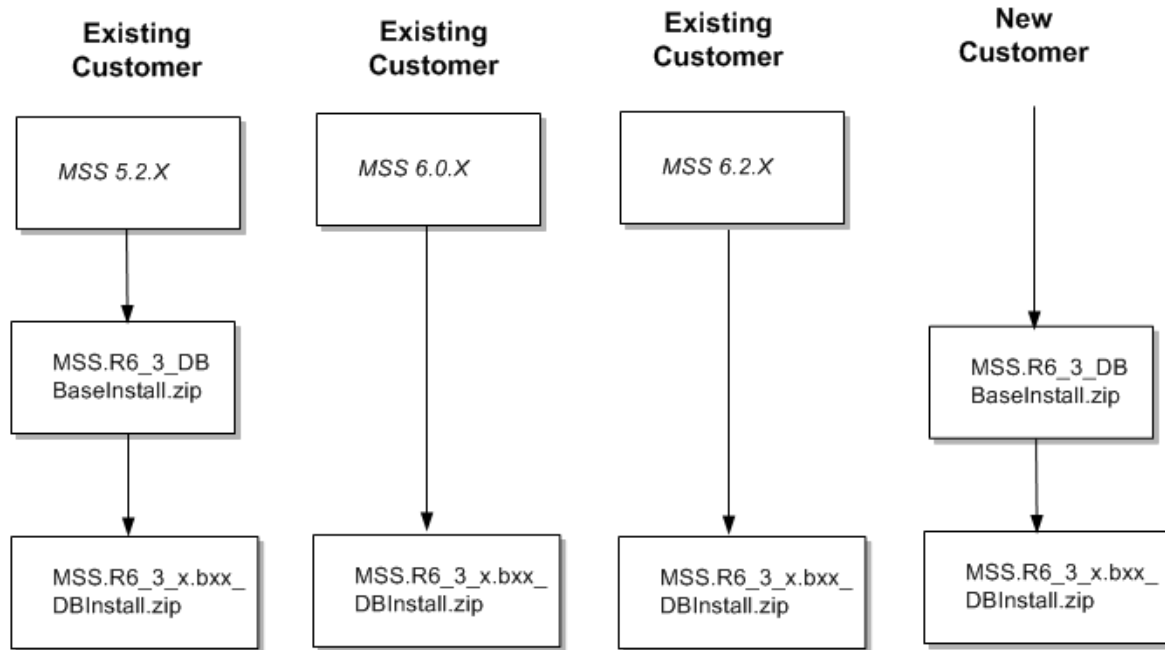 Existing
Customer
Existing
Customer
Existing
Customer
New
Customer
MSS 5.2.X
MSS 6.0.X
MSS 6.2.X
MSS.R6_3_DB
BaseInstall.zip
MSS.R6_3_DB
BaseInstall.zip
MSS.R6_3_x.bxx_
DBInstall.zip
MSS.R6_3_x.bxx_
DBInstall.zip
MSS.R6_3_x.bxx_
DBInstall.zip
MSS.R6_3_x.bxx_
DBInstall.zip